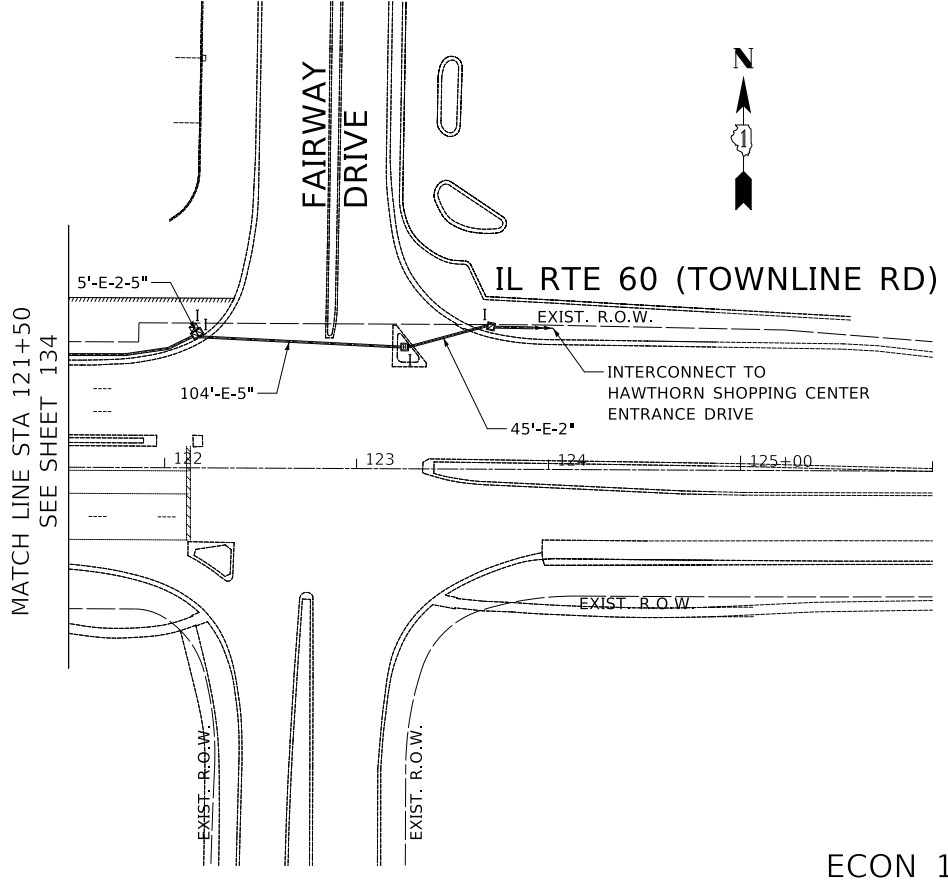 FAIRWAY
DRIVE
N
1
IL RTE 60 (TOWNLINE RD)
5'-E-2-5"
I
I
I
EXIST. R.O.W.
MATCH LINE STA 121+50
SEE SHEET 134
I
104'-E-5"
INTERCONNECT TO
HAWTHORN SHOPPING CENTER
ENTRANCE DRIVE
45'-E-2"
122
123
124
125+00
EXIST. R.O.W.
EXIST. R.O.W.
EXIST. R.O.W.
ECON 1